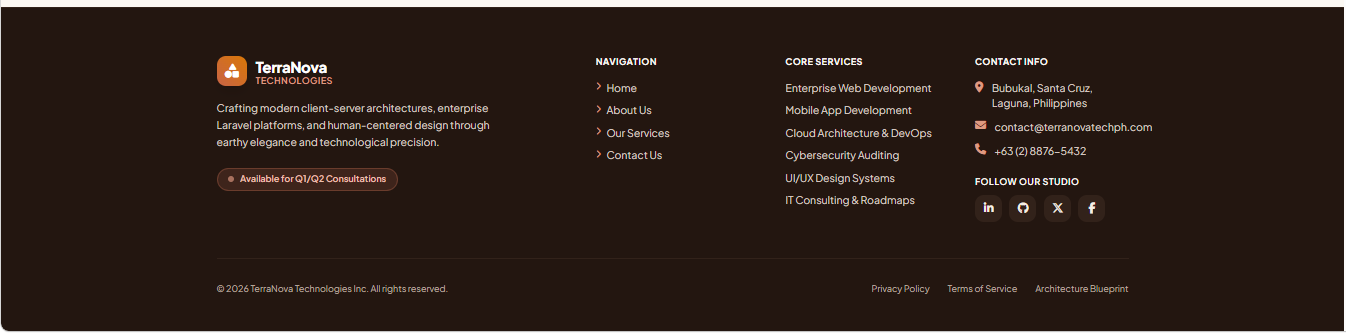 TerraNova
TECHNOLOGIES
Crafting modern client-server architectures, enterprise
Laravel platforms, and human-centered design through
earthy elegance and technological precision.
Available for Q1/Q2 Consultations
NAVIGATION
Home
About Us
Our Services
Contact Us
CORE SERVICES
Enterprise Web Development
Mobile App Development
Cloud Architecture & DevOps
Cybersecurity Auditing
UI/UX Design Systems
IT Consulting & Roadmaps
CONTACT INFO
Bubukal, Santa Cruz,
Laguna, Philippines
contact@terranovatechph.com
+63 (2) 8876-5432
FOLLOW OUR STUDIO
© 2026 TerraNova Technologies Inc. All rights reserved.
Privacy Policy Terms of Service Architecture Blueprint